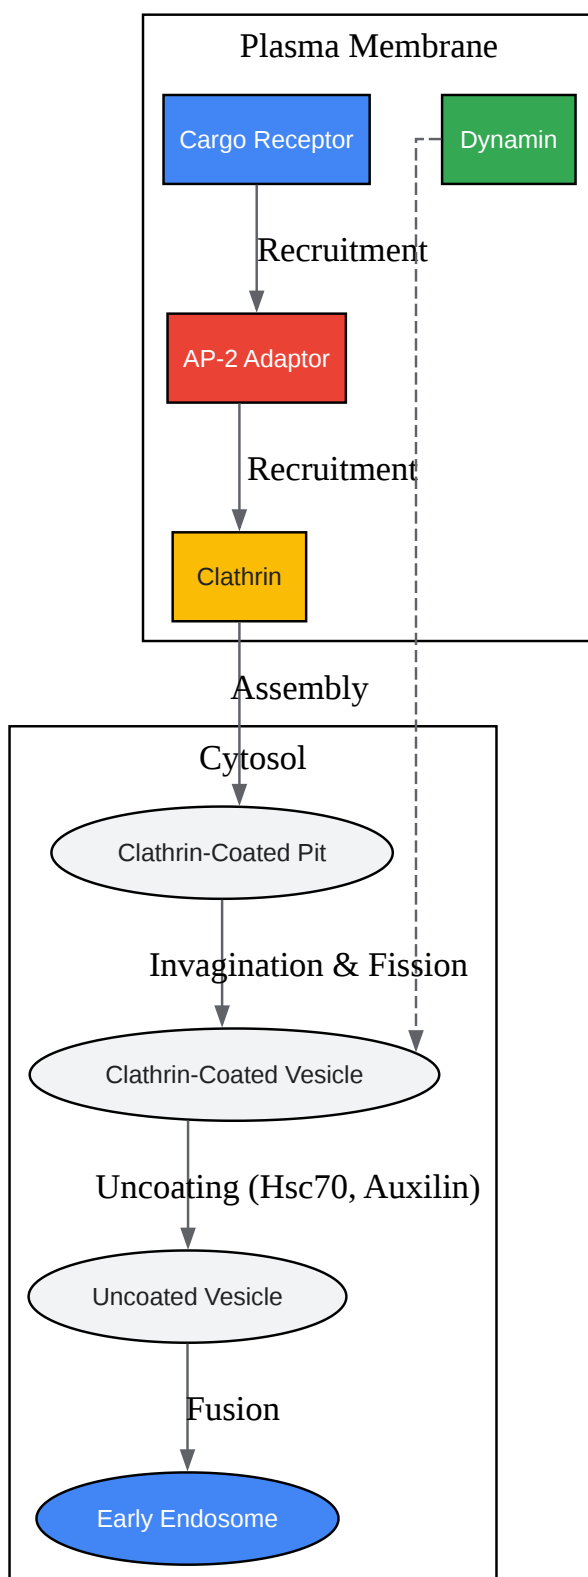 Plasma Membrane
Cargo Receptor
Dynamin
Recruitment
AP-2 Adaptor
Recruitment
Clathrin
Assembly
Cytosol
Clathrin-Coated Pit
Invagination & Fission
Clathrin-Coated Vesicle
Uncoating (Hsc70, Auxilin)
Uncoated Vesicle
Fusion
Early Endosome